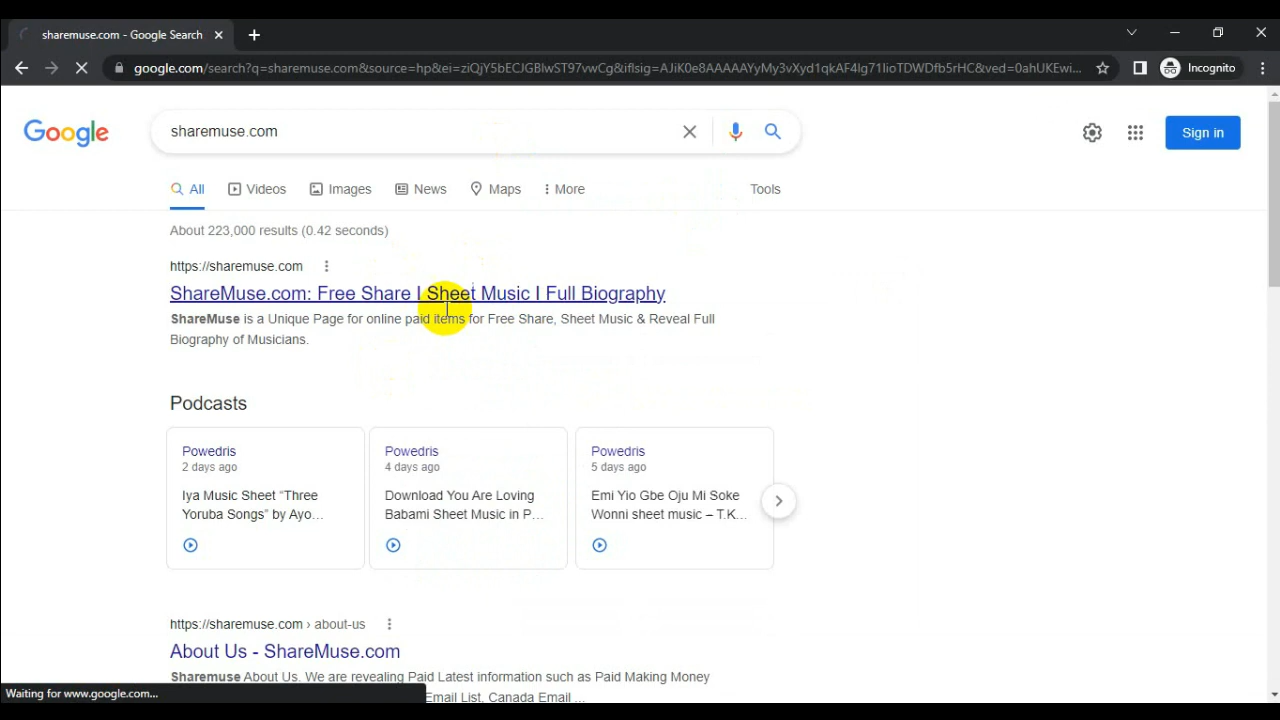 sharemuse.com - Google Search
google.com/search?q=sharemuse.com&source=hp&ei=ziQjY5bECJGBlwST97vwCg&iflsig=AJiK0e8AAAAAYyMy3vXyd1qkAF4lg71IioTDWDfb5rHC&ved=0ahUKEwi...
Incognito
Google
sharemuse.com
Sign in
All
Videos
Images
News
Maps
More
Tools
About 223,000 results (0.42 seconds)
https://sharemuse.com
ShareMuse.com: Free Share I Sheet Music I Full Biography
ShareMuse is a Unique Page for online paid items for Free Share, Sheet Music & Reveal Full
Biography of Musicians.
Podcasts
Powedris
2 days ago
Iya Music Sheet “Three
Yoruba Songs” by Ayo...
Powedris
4 days ago
Download You Are Loving
Babami Sheet Music in P...
Powedris
5 days ago
Emi Yio Gbe Oju Mi Soke
Wonni sheet music – T.K...
https://sharemuse.com › about-us
About Us - ShareMuse.com
Sharemuse About Us. We are revealing Paid Latest information such as Paid Making Money
Email List, Canada Email ...
Waiting for www.google.com...